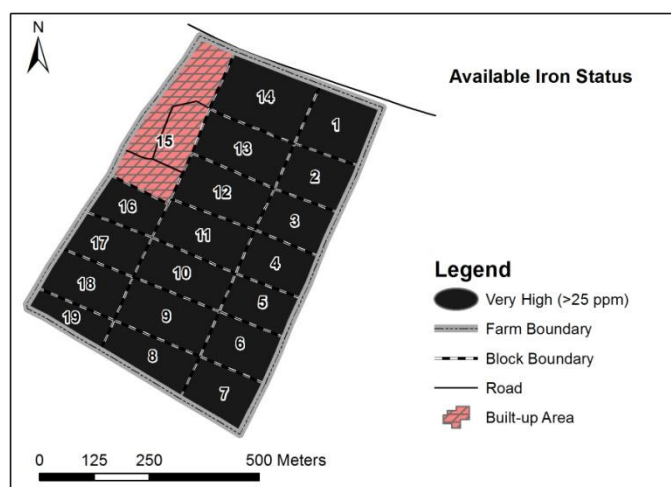 N
Available Iron Status
14
1
15
13
2
12
3
16
11
4
17
10
5
18
9
6
19
8
7
Legend
Very High (>25 ppm)
Farm Boundary
Block Boundary
Road
Built-up Area
0 125 250 500 Meters